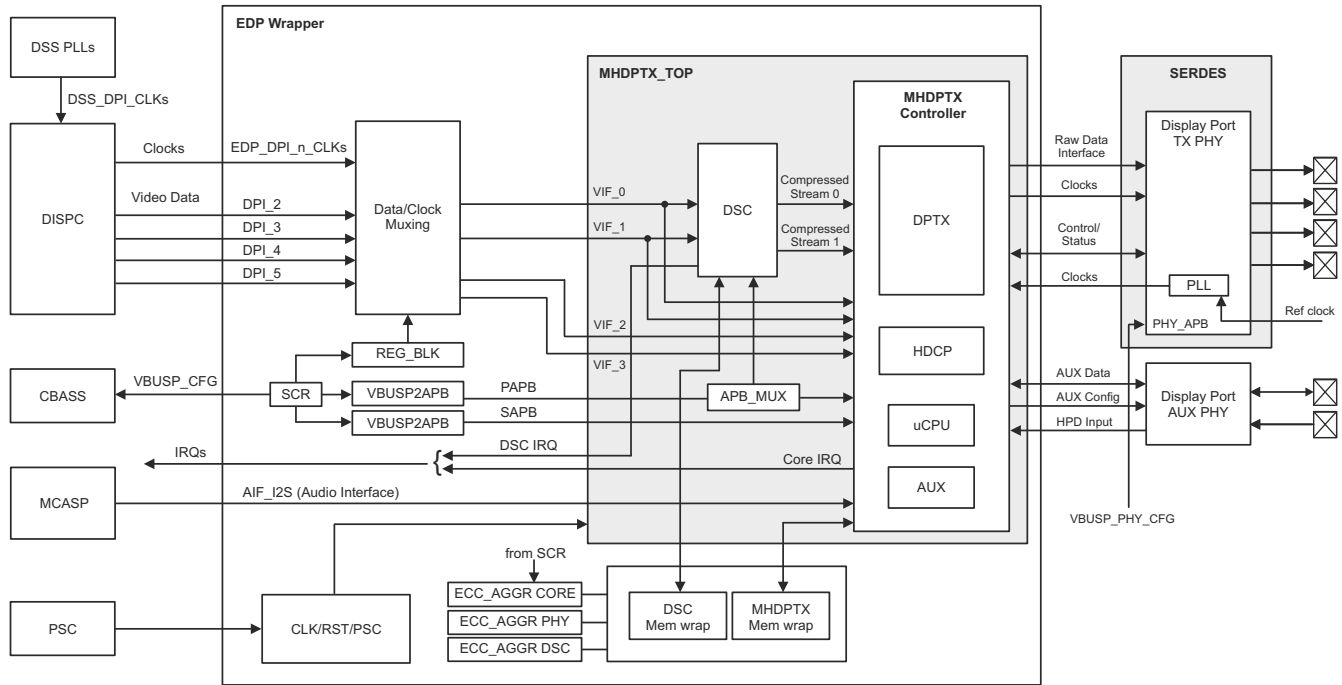 EDP Wrapper
DSS PLLs
DSS_DPI_CLKs
MHDPTX_TOP
SERDES
MHDPTX
Controller
DISPC
Clocks
EDP_DPI_n_CLKs
Video Data
DPI_2
DPI_3
DPI_4
DPI_5
Data/Clock
Muxing
VIF_0
VIF_1
VIF_2
VIF_3
DSC
Compressed
Stream 0
Compressed
Stream 1
DPTX
HDCP
uCPU
AUX
Raw Data
Interface
Clocks
Control/
Status
Clocks
Display Port
TX PHY
PLL
Ref clock
PHY_APB
CBASS
VBUSP_CFG
SCR
REG_BLK
VBUSP2APB
VBUSP2APB
PAPB
SAPB
APB_MUX
AUX Data
AUX Config
HPD Input
Display Port
AUX PHY
IRQs
{
DSC IRQ
Core IRQ
MCASP
AIF_I2S (Audio Interface)
VBUSP_PHY_CFG
from SCR
ECC_AGGR CORE
ECC_AGGR PHY
ECC_AGGR DSC
DSC
Mem wrap
MHDPTX
Mem wrap
PSC
CLK/RST/PSC